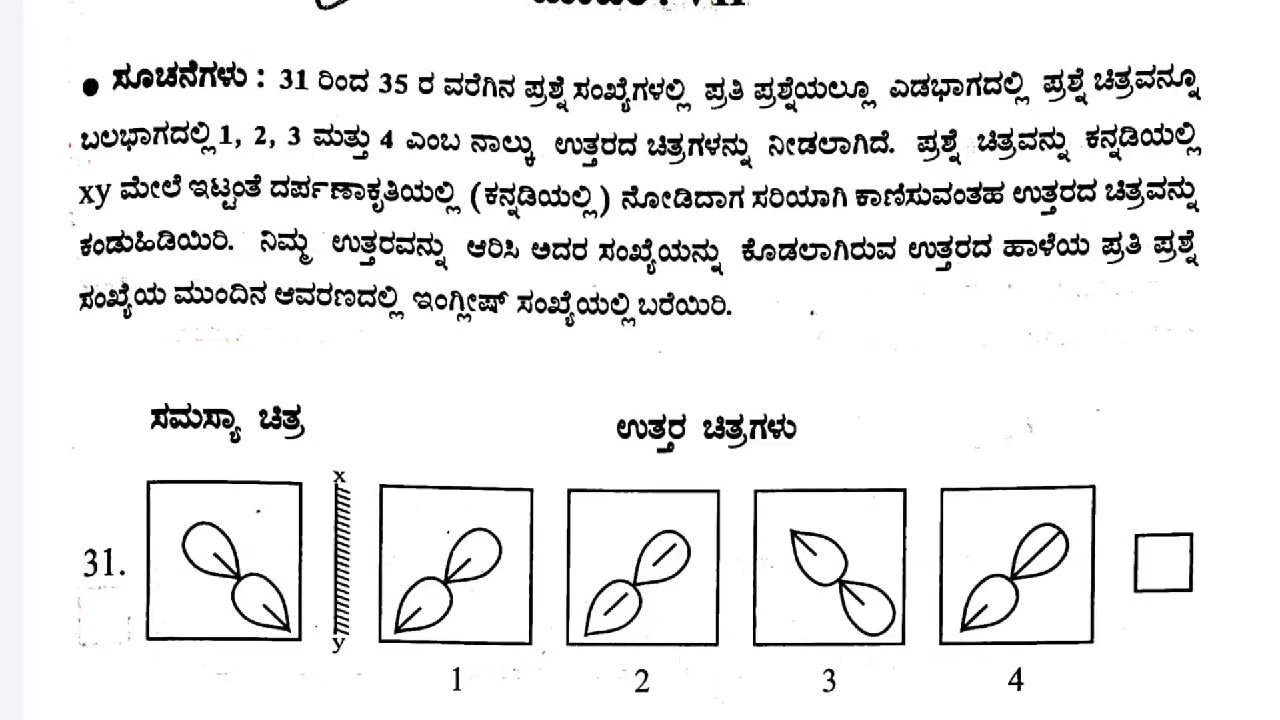 • ಸೂಚನೆಗಳು : 31 ರಿಂದ 35 ರ ವರೆಗಿನ ಪ್ರಶ್ನೆ ಸಂಖ್ಯೆಗಳಲ್ಲಿ ಪ್ರತಿ ಪ್ರಶ್ನೆಯಲ್ಲೂ ಎಡಭಾಗದಲ್ಲಿ ಪ್ರಶ್ನೆ ಚಿತ್ರವನ್ನೂ
ಬಲಭಾಗದಲ್ಲಿ 1, 2, 3 ಮತ್ತು 4 ಎಂಬ ನಾಲ್ಕು ಉತ್ತರದ ಚಿತ್ರಗಳನ್ನು ನೀಡಲಾಗಿದೆ. ಪ್ರಶ್ನೆ ಚಿತ್ರವನ್ನು ಕನ್ನಡಿಯಲ್ಲಿ
xy ಮೇಲೆ ಇಟ್ಟಂತೆ ದರ್ಪಣಾಕೃತಿಯಲ್ಲಿ (ಕನ್ನಡಿಯಲ್ಲಿ) ನೋಡಿದಾಗ ಸರಿಯಾಗಿ ಕಾಣಿಸುವಂತಹ ಉತ್ತರದ ಚಿತ್ರವನ್ನು
ಕಂಡುಹಿಡಿಯಿರಿ. ನಿಮ್ಮ ಉತ್ತರವನ್ನು ಆರಿಸಿ ಅದರ ಸಂಖ್ಯೆಯನ್ನು ಕೊಡಲಾಗಿರುವ ಉತ್ತರದ ಹಾಳೆಯ ಪ್ರತಿ ಪ್ರಶ್ನೆ
ಸಂಖ್ಯೆಯ ಮುಂದಿನ ಆವರಣದಲ್ಲಿ ಇಂಗ್ಲೀಷ್ ಸಂಖ್ಯೆಯಲ್ಲಿ ಬರೆಯಿರಿ.
ಸಮಸ್ಯಾ ಚಿತ್ರ ಉತ್ತರ ಚಿತ್ರಗಳು
x
31.
y
1 2 3 4